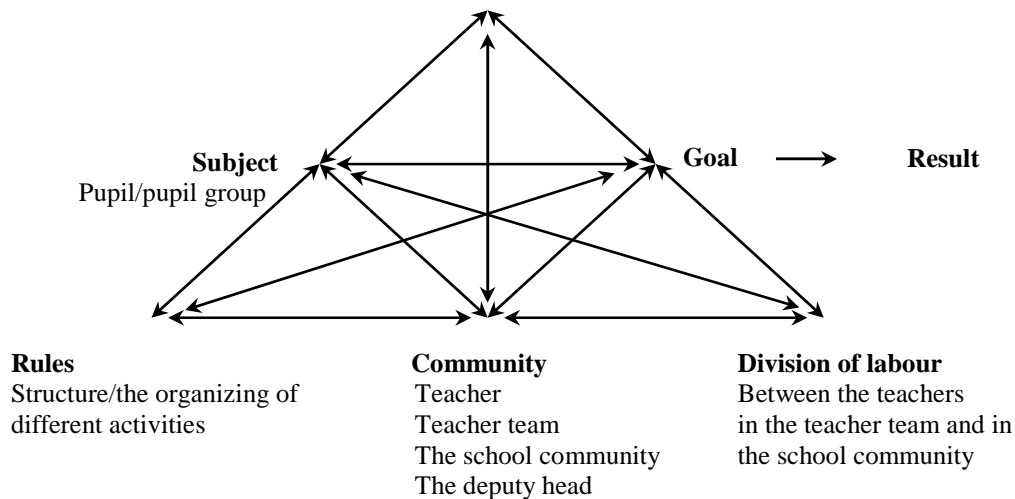 Subject
Pupil/pupil group
Goal
Result
Rules
Structure/the organizing of
different activities
Community
Teacher
Teacher team
The school community
The deputy head
Division of labour
Between the teachers
in the teacher team and in
the school community